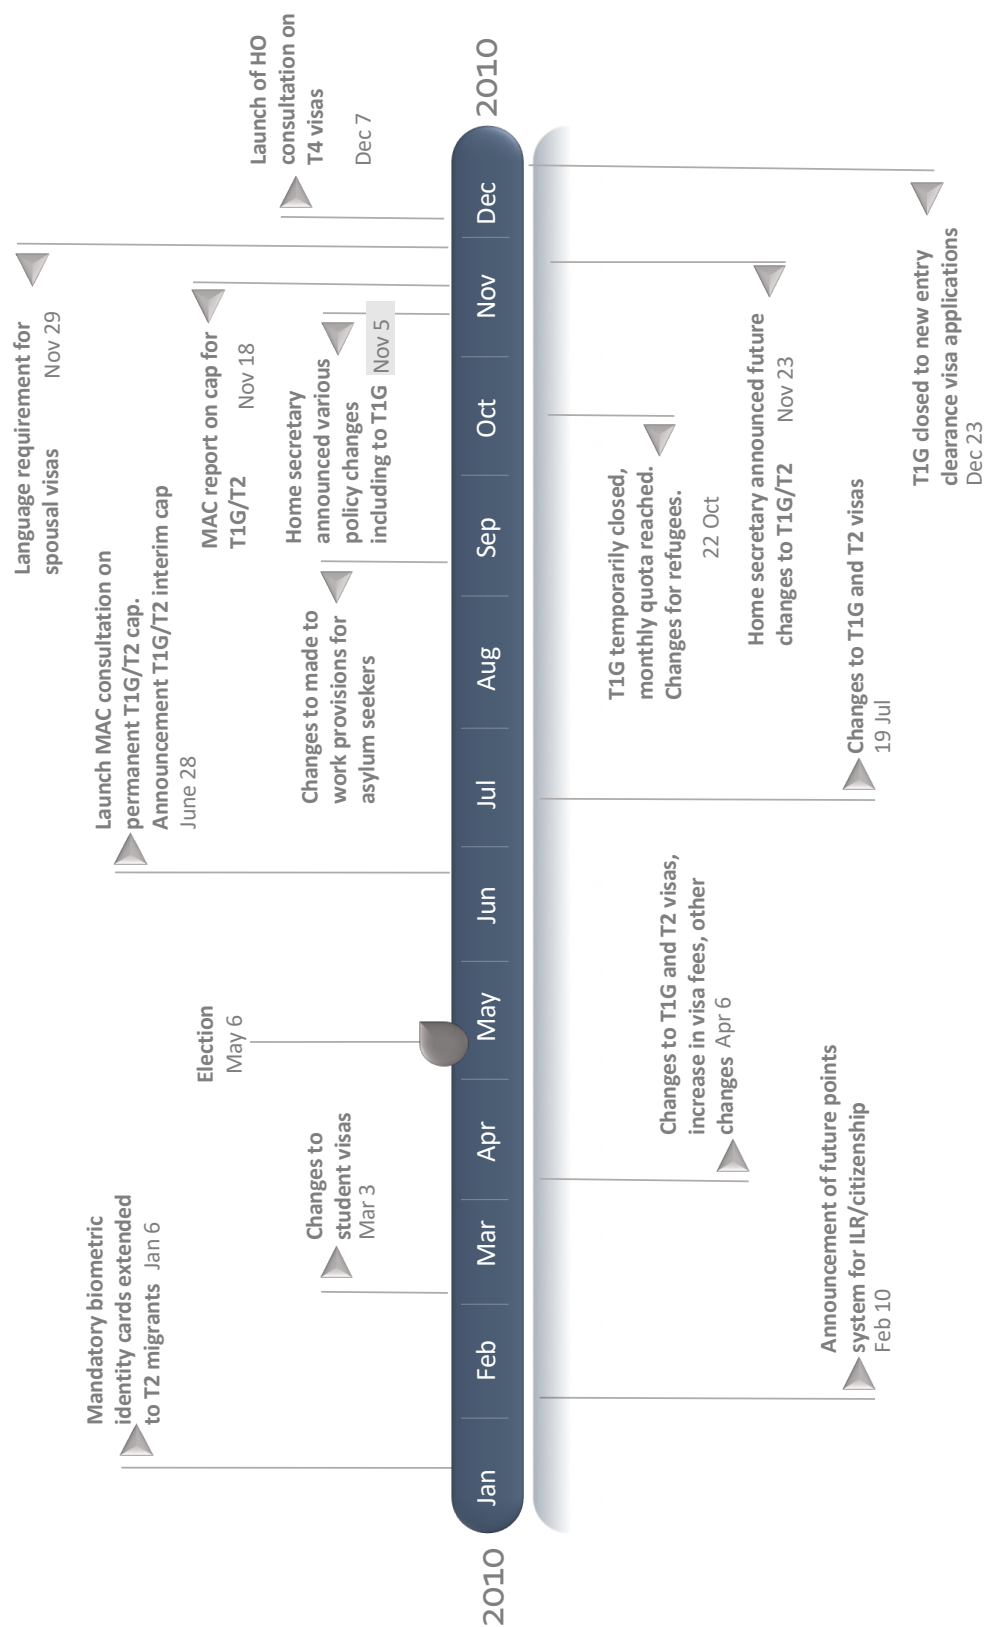 2010
Jan
Feb
Mar
Apr
May
Jun
Jul
Aug
Sep
Oct
Nov
Dec
2010
Mandatory biometric
identity cards extended
to T2 migrants Jan 6
Changes to
student visas
Mar 3
Election
May 6
Launch MAC consultation on
permanent T1G/T2 cap.
Announcement T1G/T2 interim cap
June 28
Changes to made to
work provisions for
asylum seekers
Home secretary
announced various
policy changes
including to T1G Nov 5
MAC report on cap for
T1G/T2 Nov 18
Language requirement for
spousal visas Nov 29
Launch of HO
consultation on
T4 visas
Dec 7
Announcement of future points
system for ILR/citizenship
Feb 10
Changes to T1G and T2 visas,
increase in visa fees, other
changes Apr 6
Changes to T1G and T2 visas
19 Jul
T1G temporarily closed,
monthly quota reached.
Changes for refugees.
22 Oct
Home secretary announced future
changes to T1G/T2 Nov 23
T1G closed to new entry
clearance visa applications
Dec 23